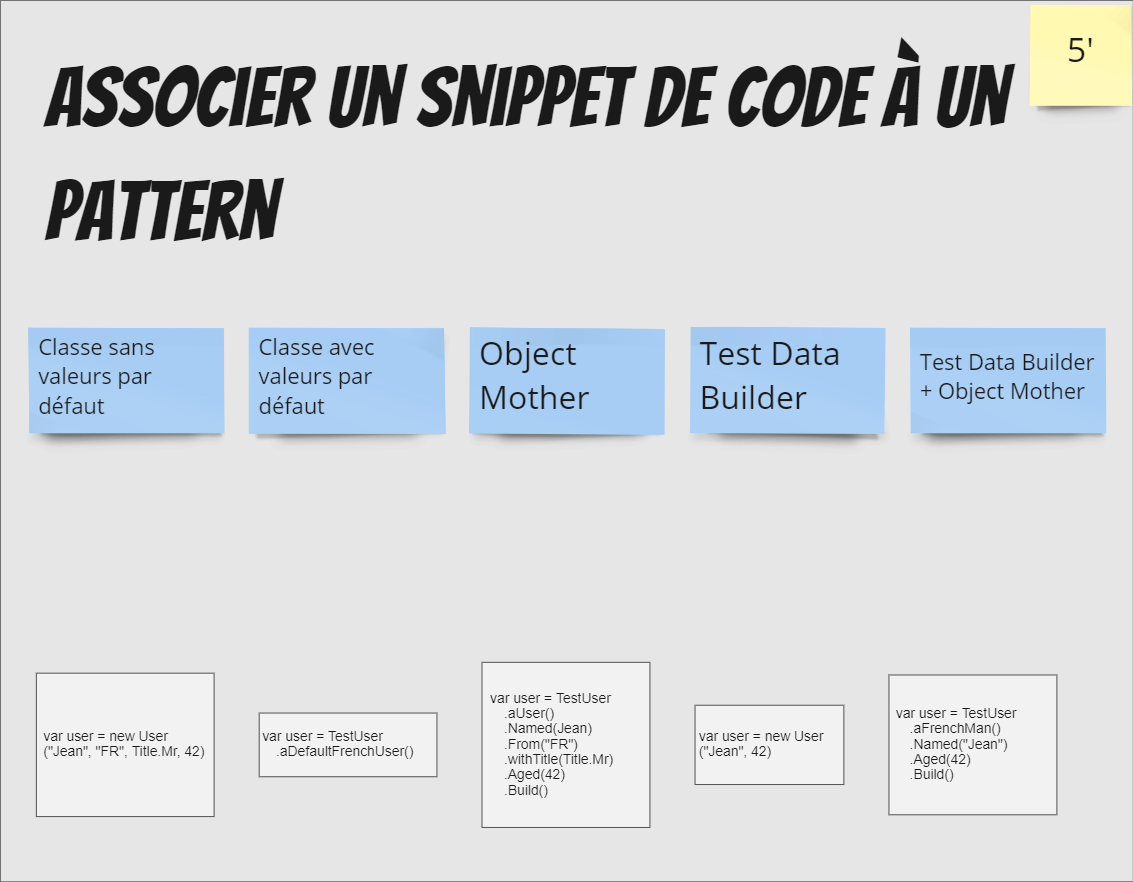 ASSOCIER UN SNIPPET DE CODE À UN
PATTERN
5'
Classe sans
valeurs par
défaut
Classe avec
valeurs par
défaut
Object
Mother
Test Data
Builder
Test Data Builder
+ Object Mother
var user = new User
("Jean", "FR", Title.Mr, 42)
var user = TestUser
.aDefaultFrenchUser()
var user = TestUser
.aUser()
.Named(Jean)
.From("FR")
.withTitle(Title.Mr)
.Aged(42)
.Build()
var user = new User
("Jean", 42)
var user = TestUser
.aFrenchMan()
.Named("Jean")
.Aged(42)
.Build()